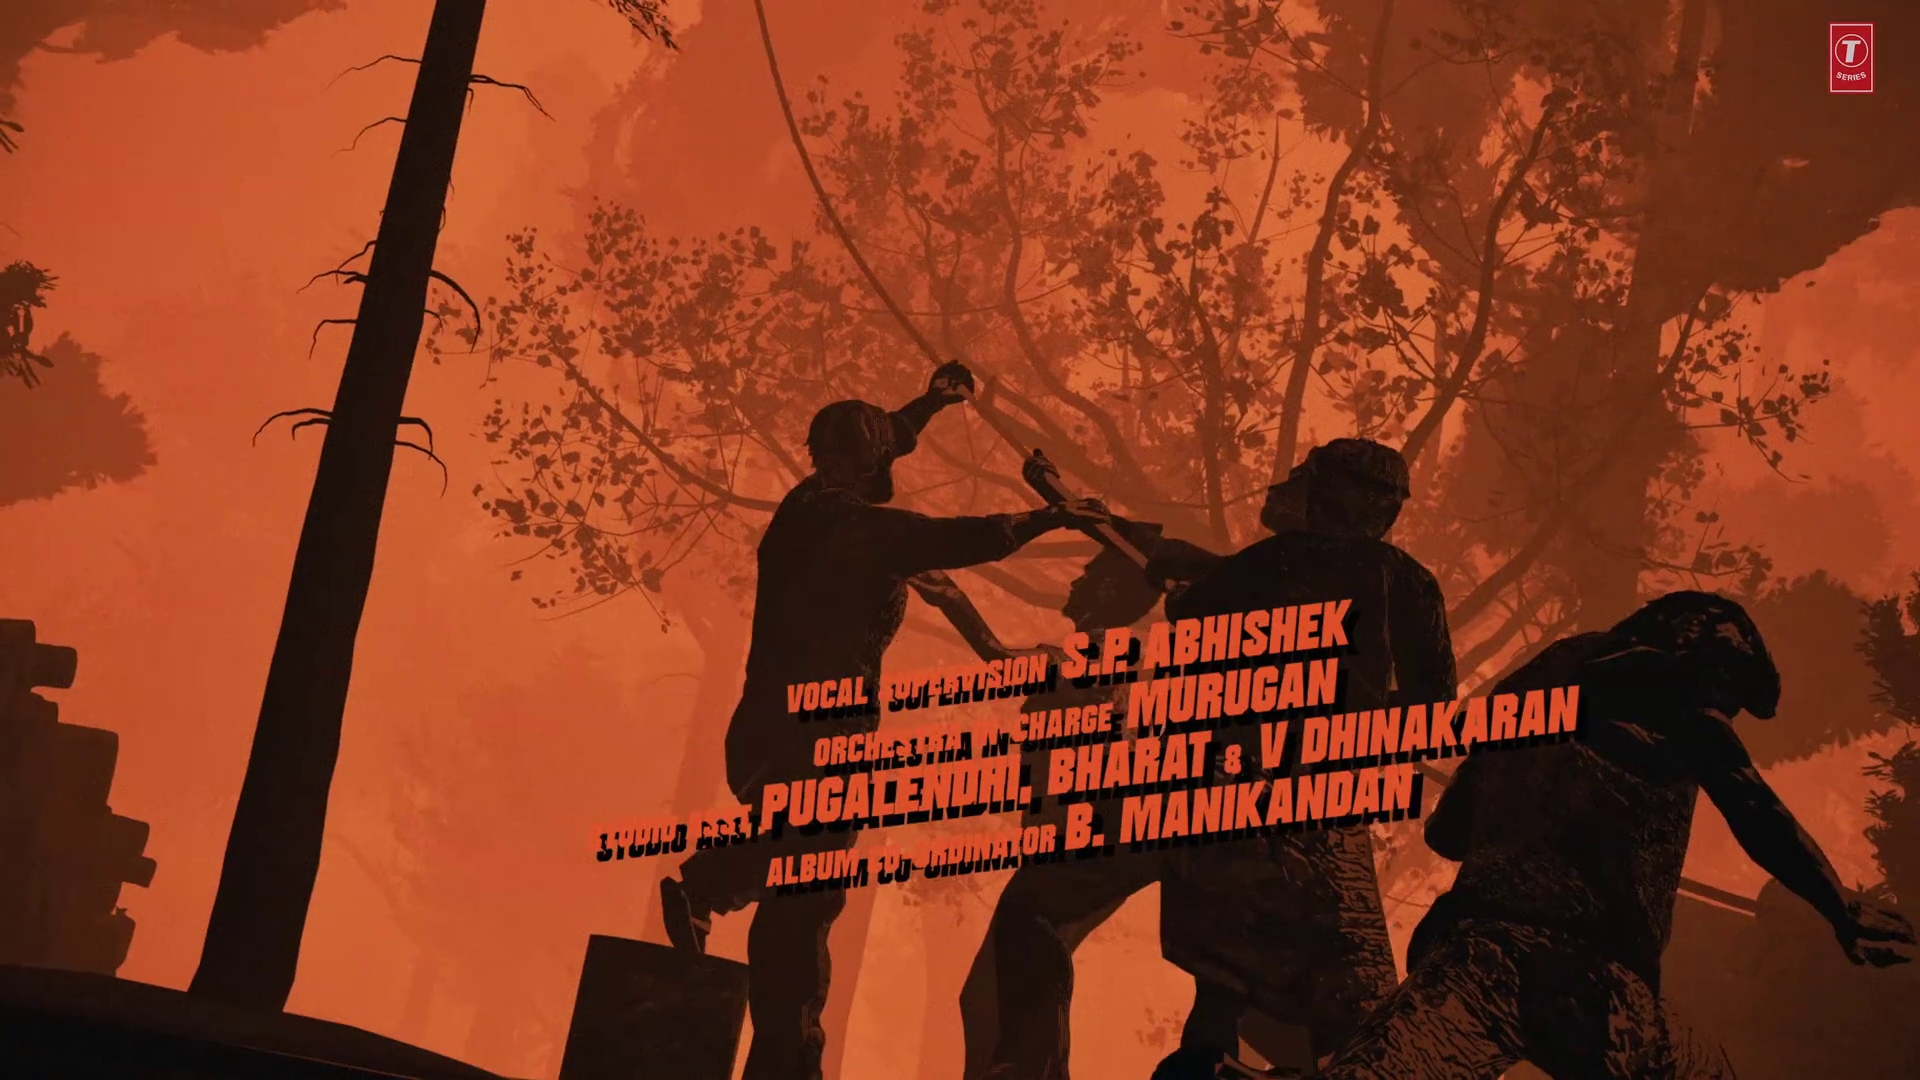 T
SERIES
VOCAL SUPERVISION S.P. ABHISHEK
ORCHESTRA IN-CHARGE MURUGAN
STUDIO ASST PUGALENDHI, BHARAT & V DHINAKARAN
ALBUM CO-ORDINATOR B. MANIKANDAN